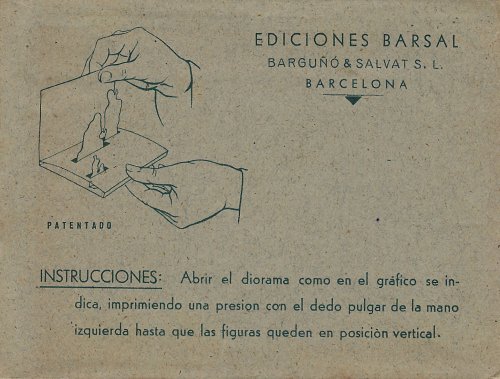 EDICIONES BARSAL
BARGUÑÓ & SALVAT S. L.
BARCELONA
PATENTADO
INSTRUCCIONES: Abrir el diorama como en el gráfico se in-
dica, imprimiendo una presion con el dedo pulgar de la mano
izquierda hasta que las figuras queden en posición vertical.